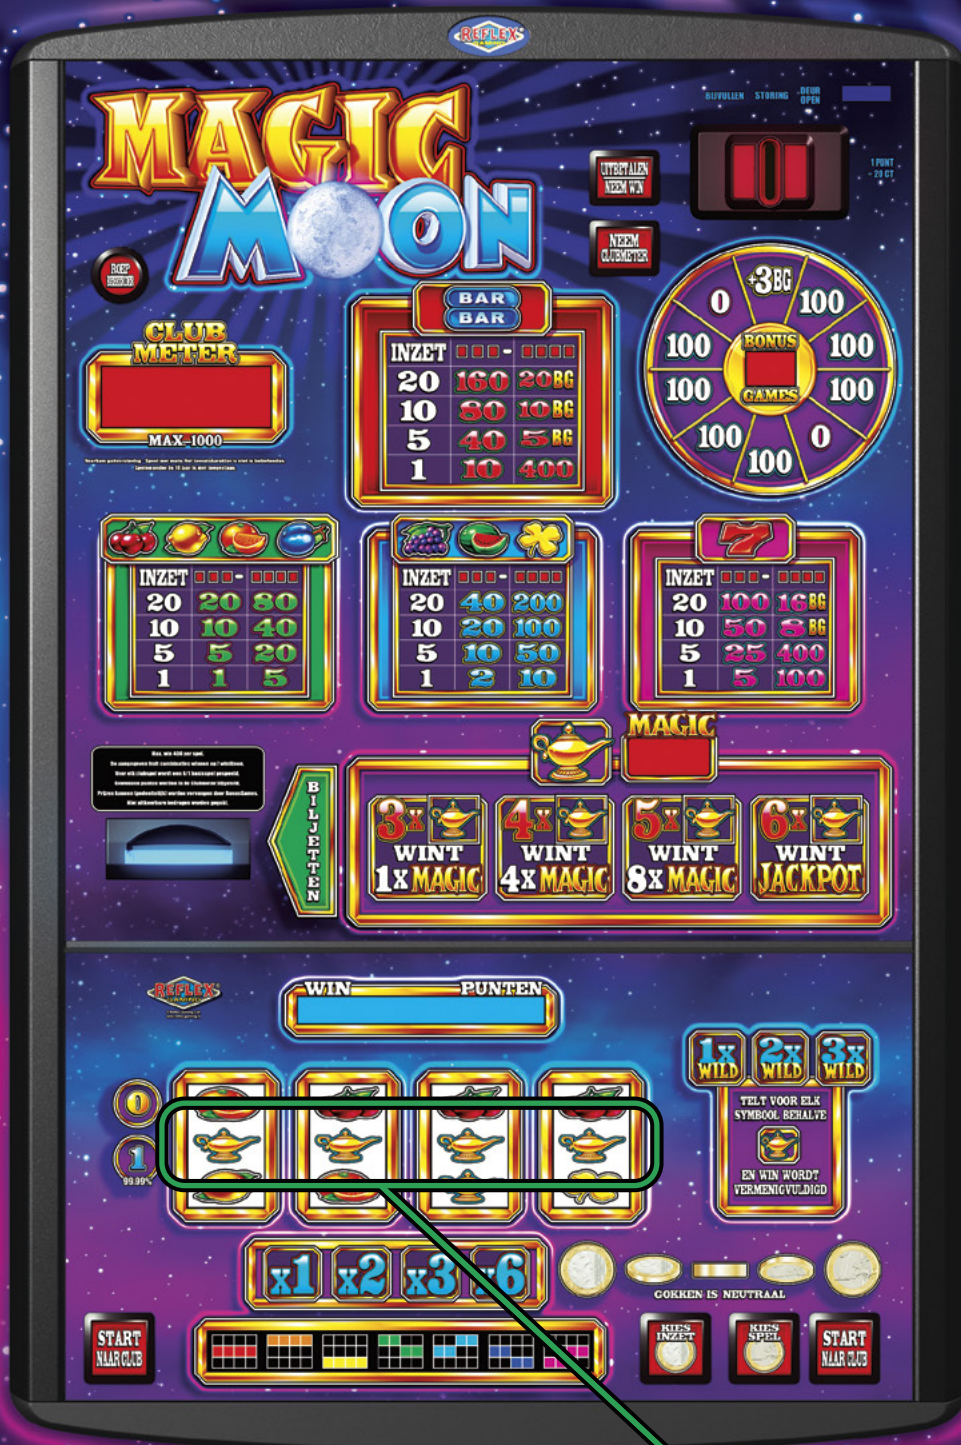 REFLEX
GAMING
MAGIC
MOON
BIJVULLEN STORING DEUR OPEN
UITBETALEN
NEEM WIN
1 PUNT
= 20 CT
NEEM
CLUBMETER
CLUB
METER
MAX-1000
BAR
BAR
INZET -
20 160 20BG
10 80 10BG
5 40 5BG
1 10 400
+3BG
100
100
100
0
100
100
100
100
0
BONUS
GAMES
INZET -
20 20 80
10 10 40
5 5 20
1 1 5
INZET -
20 40 200
10 20 100
5 10 50
1 2 10
7
INZET -
20 100 16BG
10 50 8BG
5 25 400
1 5 100
Max. win 400 per spel.
BILJETTEN
MAGIC
3x
WINT
1x MAGIC
4x
WINT
4x MAGIC
5x
WINT
8x MAGIC
6x
WINT
JACKPOT
REFLEX
WIN PUNTEN
0
1
99.99%
1x WILD
2x WILD
3x WILD
TELT VOOR ELK
SYMBOOL BEHALVE
EN WIN WORDT
VERMENIGVULDIGD
x1 x2 x3 x6
GOKKEN IS NEUTRAAL
START
NAAR CLUB
KIES
INZET
KIES
SPEL
START
NAAR CLUB